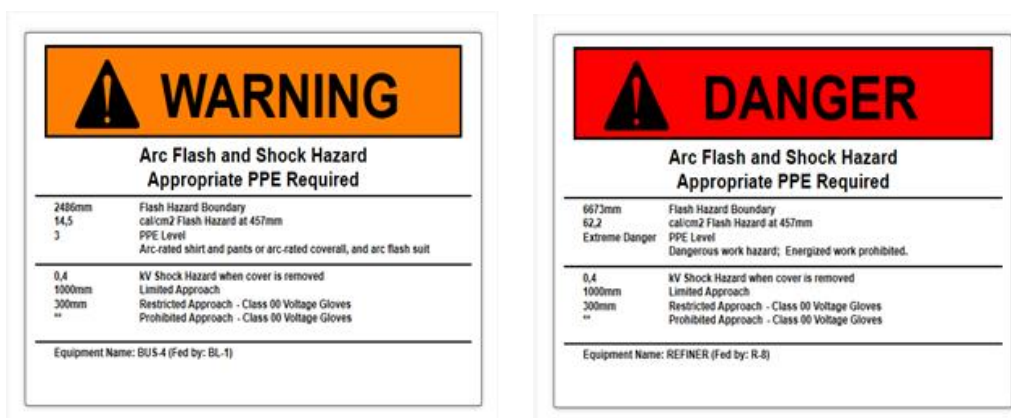 WARNING
Arc Flash and Shock Hazard
Appropriate PPE Required
2486mm Flash Hazard Boundary
14,5 cal/cm2 Flash Hazard at 457mm
3 PPE Level
Arc-rated shirt and pants or arc-rated coverall, and arc flash suit
0,4 kV Shock Hazard when cover is removed
1000mm Limited Approach
300mm Restricted Approach - Class 00 Voltage Gloves
** Prohibited Approach - Class 00 Voltage Gloves
Equipment Name: BUS-4 (Fed by: BL-1)
DANGER
Arc Flash and Shock Hazard
Appropriate PPE Required
6673mm Flash Hazard Boundary
62,2 cal/cm2 Flash Hazard at 457mm
Extreme Danger PPE Level
Dangerous work hazard; Energized work prohibited.
0,4 kV Shock Hazard when cover is removed
1000mm Limited Approach
300mm Restricted Approach - Class 00 Voltage Gloves
** Prohibited Approach - Class 00 Voltage Gloves
Equipment Name: REFINER (Fed by: R-8)